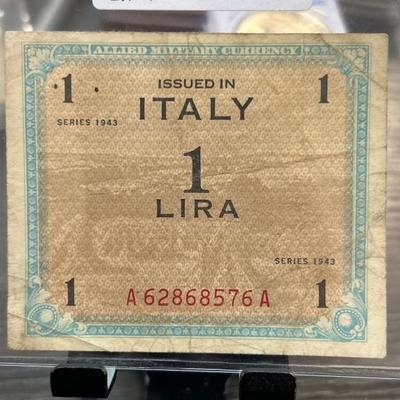 ALLIED MILITARY CURRENCY
1 ISSUED IN 1
ITALY
SERIES 1943
1
LIRA
SERIES 1943
1 A 62868576 A 1